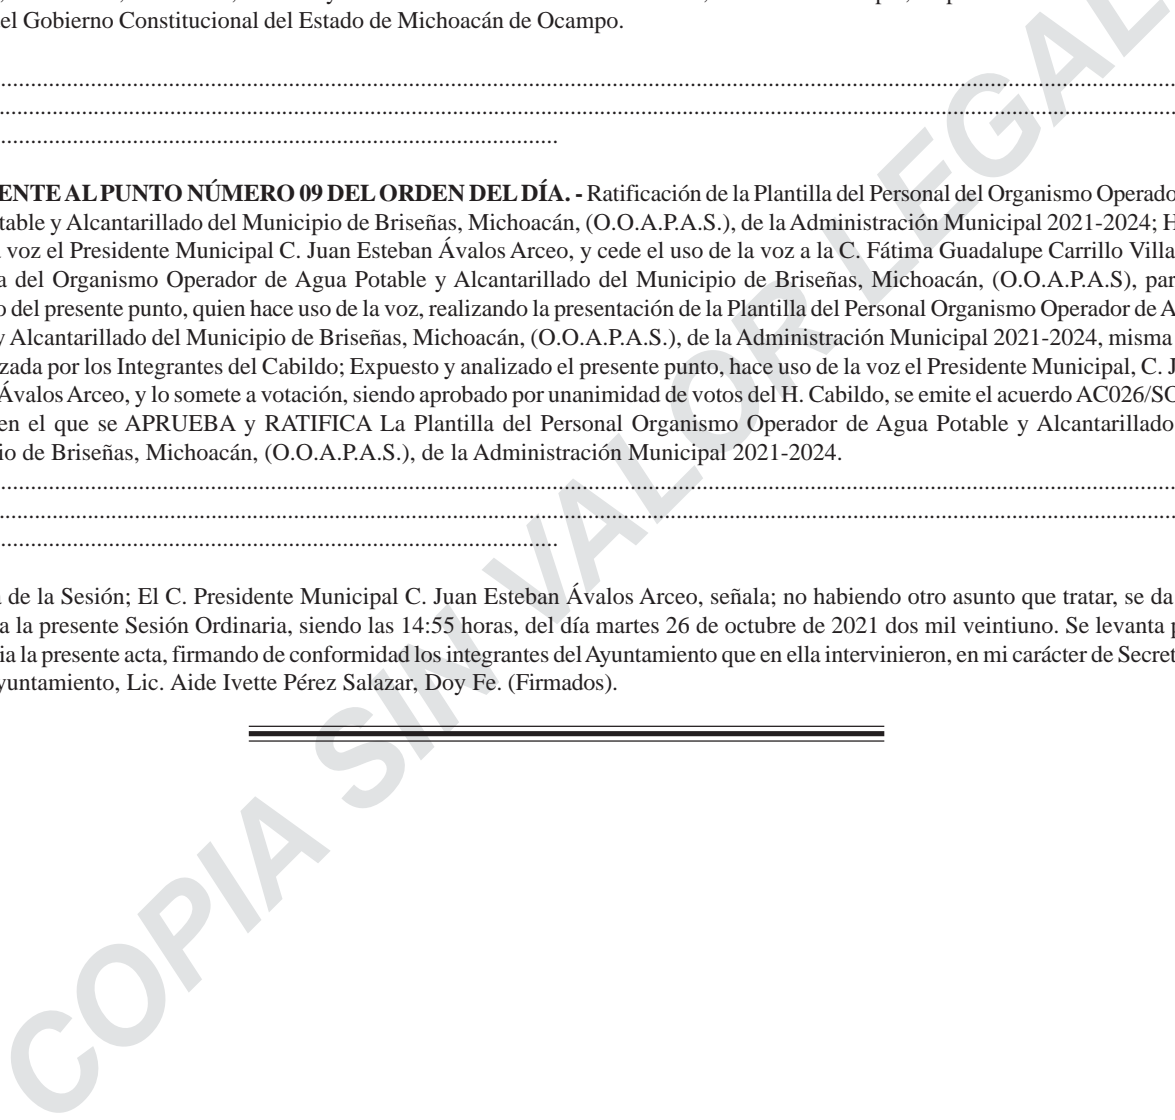 el Gobierno Constitucional del Estado de Michoacán de Ocampo.
ENTE AL PUNTO NÚMERO 09 DEL ORDEN DEL DÍA. - Ratificación de la Plantilla del Personal del Organismo Operado
table y Alcantarillado del Municipio de Briseñas, Michoacán, (O.O.A.P.A.S.), de la Administración Municipal 2021-2024; H
voz el Presidente Municipal C. Juan Esteban Ávalos Arceo, y cede el uso de la voz a la C. Fátima Guadalupe Carrillo Villa
a del Organismo Operador de Agua Potable y Alcantarillado del Municipio de Briseñas, Michoacán, (O.O.A.P.A.S), par
o del presente punto, quien hace uso de la voz, realizando la presentación de la Plantilla del Personal Organismo Operador de A
y Alcantarillado del Municipio de Briseñas, Michoacán, (O.O.A.P.A.S.), de la Administración Municipal 2021-2024, misma
zada por los Integrantes del Cabildo; Expuesto y analizado el presente punto, hace uso de la voz el Presidente Municipal, C. J
Ávalos Arceo, y lo somete a votación, siendo aprobado por unanimidad de votos del H. Cabildo, se emite el acuerdo AC026/SO
en el que se APRUEBA y RATIFICA La Plantilla del Personal Organismo Operador de Agua Potable y Alcantarillado
io de Briseñas, Michoacán, (O.O.A.P.A.S.), de la Administración Municipal 2021-2024.
de la Sesión; El C. Presidente Municipal C. Juan Esteban Ávalos Arceo, señala; no habiendo otro asunto que tratar, se da
a la presente Sesión Ordinaria, siendo las 14:55 horas, del día martes 26 de octubre de 2021 dos mil veintiuno. Se levanta p
ia la presente acta, firmando de conformidad los integrantes del Ayuntamiento que en ella intervinieron, en mi carácter de Secret
yuntamiento, Lic. Aide Ivette Pérez Salazar, Doy Fe. (Firmados).
COPIA SIN VALOR LEGAL